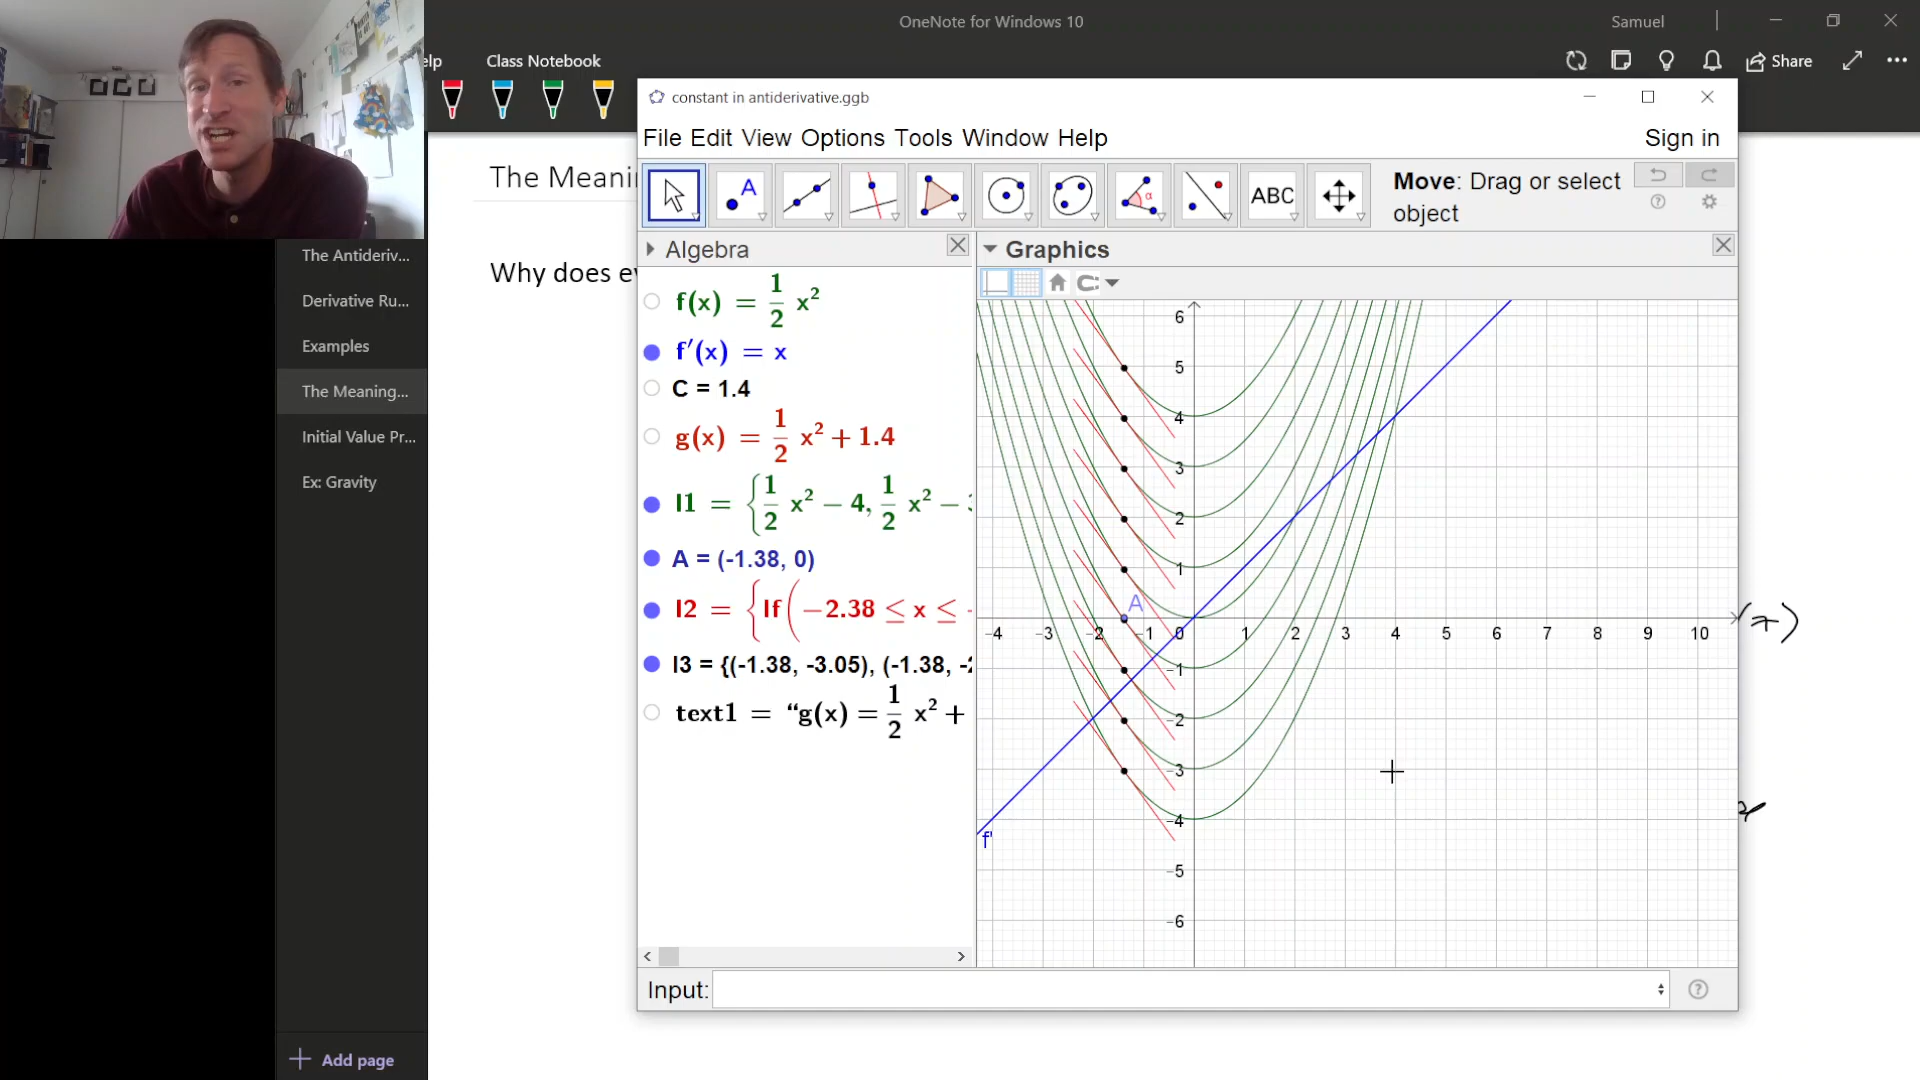 OneNote for Windows 10
Samuel
elp
Class Notebook
Share
The Meani
Why does e
The Antideriv...
Derivative Ru...
Examples
The Meaning...
Initial Value Pr...
Ex: Gravity
Add page
constant in antiderivative.ggb
File Edit View Options Tools Window Help
Sign in
A
α
ABC
Move: Drag or select
object
Algebra
f(x) = 1/2 x²
f′(x) = x
C = 1.4
g(x) = 1/2 x² + 1.4
l1 = {1/2 x² − 4, 1/2 x² −
A = (-1.38, 0)
l2 = {If(−2.38 ≤ x ≤ -
l3 = {(-1.38, -3.05), (-1.38, -2
text1 = “g(x) = 1/2 x² +
Graphics
6
5
4
3
2
1
A
-4 -3 -2 -1 0 1 2 3 4 5 6 7 8 9 10
-1
-2
-3
-4
f'
-5
-6
(x)
Input: